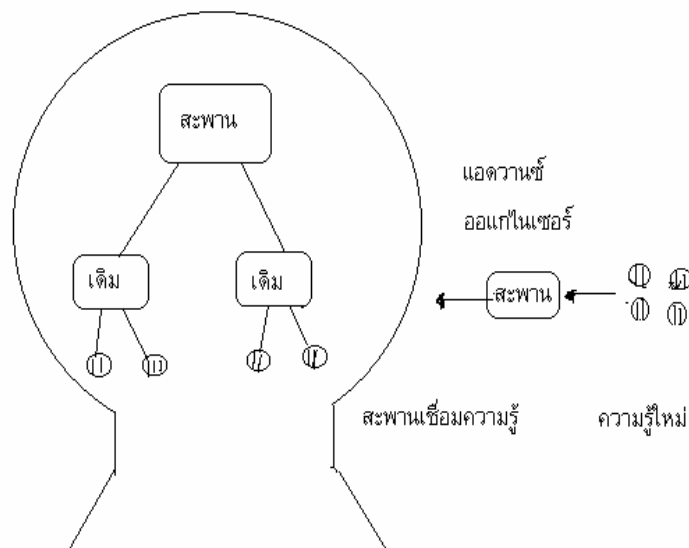 สะพาน
แอดวานซ์
ออแกไนเซอร์
เดิม
เดิม
สะพาน
สะพานเชื่อมความรู้
ความรู้ใหม่